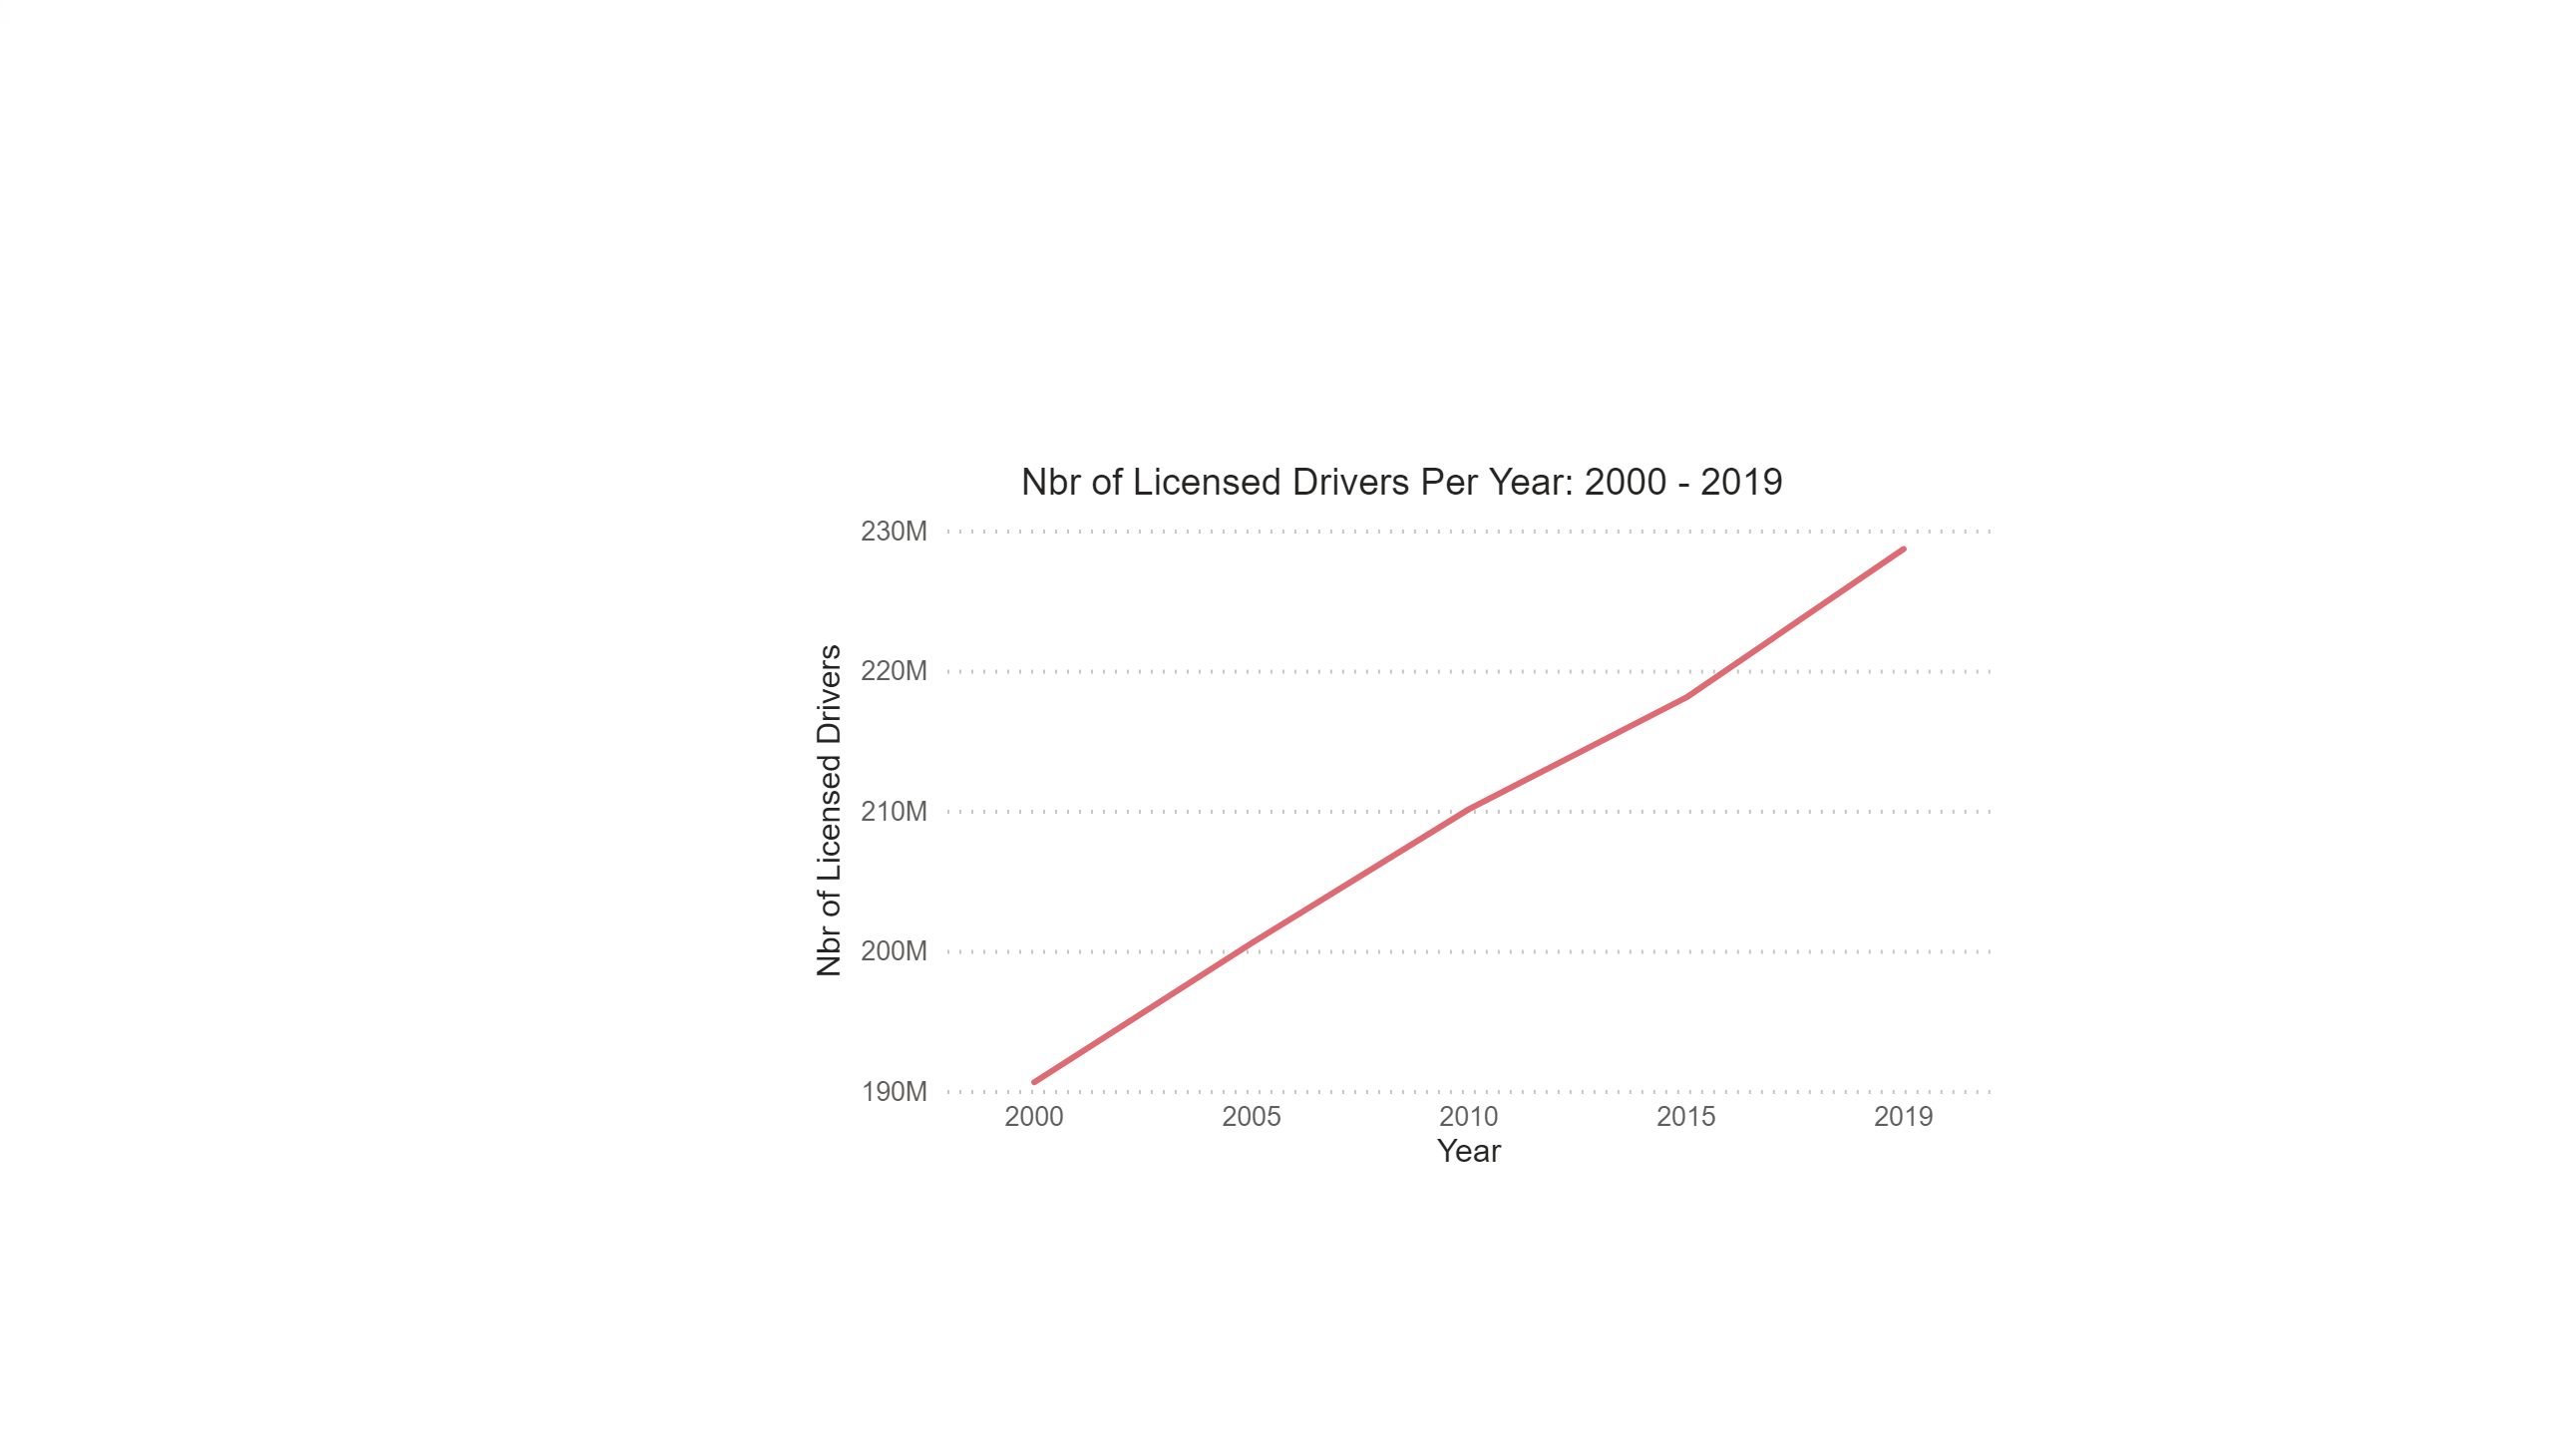 Nbr of Licensed Drivers Per Year: 2000 - 2019
230M
220M
210M
200M
190M
Nbr of Licensed Drivers
2000 2005 2010 2015 2019
Year